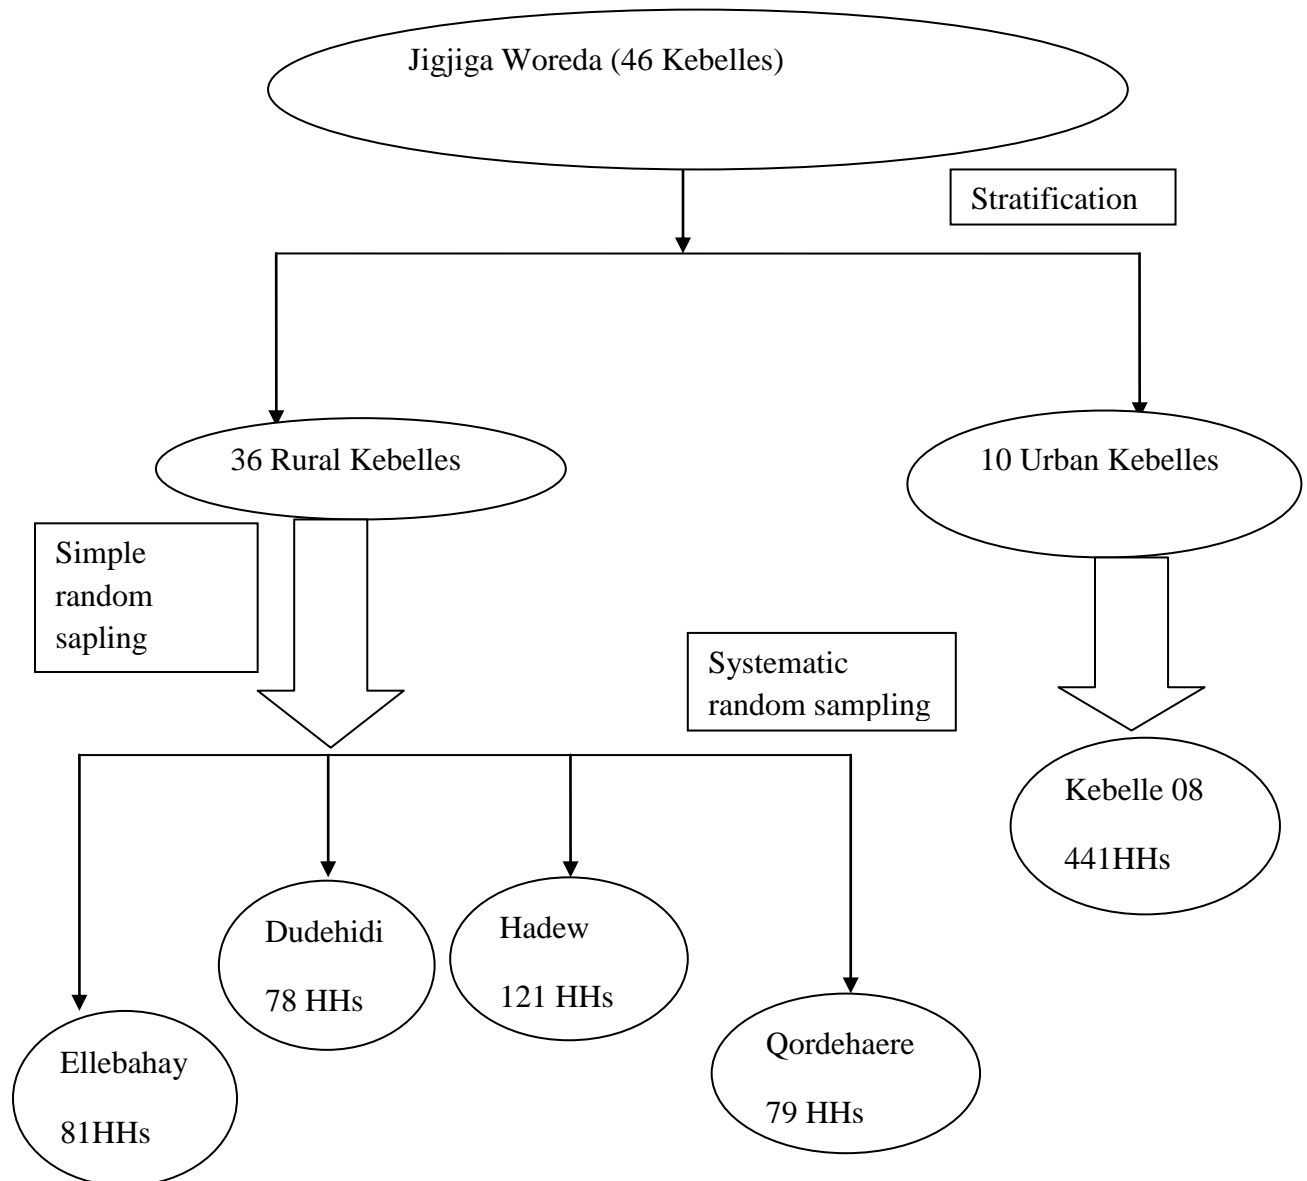 Jigjiga Woreda (46 Kebelles)
Stratification
36 Rural Kebelles
10 Urban Kebelles
Simple
random
sapling
Systematic
random sampling
Kebelle 08
441HHs
Dudehidi
78 HHs
Hadew
121 HHs
Qordehaere
79 HHs
Ellebahay
81HHs